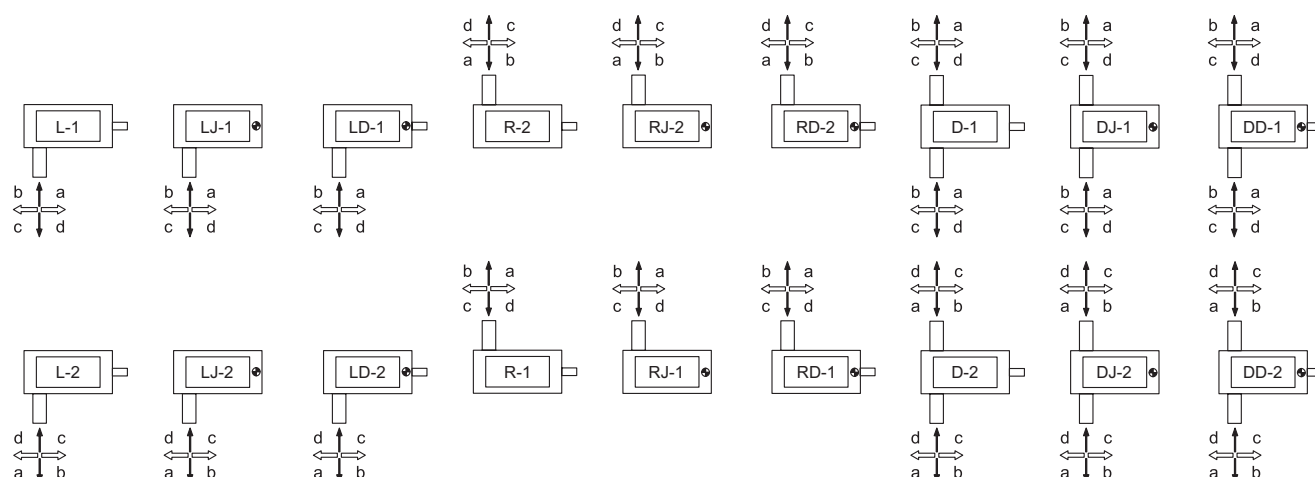 d c d c d c b a b a b a
a b a b a b c d c d c d
L-1 LJ-1 LD-1 R-2 RJ-2 RD-2 D-1 DJ-1 DD-1
b a b a b a b a b a b a
c d c d c d c d c d c d
b a b a b a d c d c d c
c d c d c d a b a b a b
L-2 LJ-2 LD-2 R-1 RJ-1 RD-1 D-2 DJ-2 DD-2
d c d c d c d c d c d c
a b a b a b a b a b a b